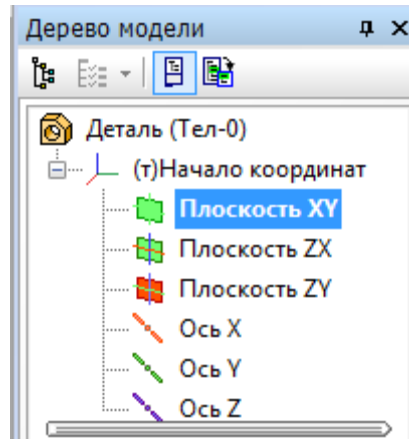 Дерево модели
Деталь (Тел-0)
(т)Начало координат
Плоскость XY
Плоскость ZX
Плоскость ZY
Ось X
Ось Y
Ось Z